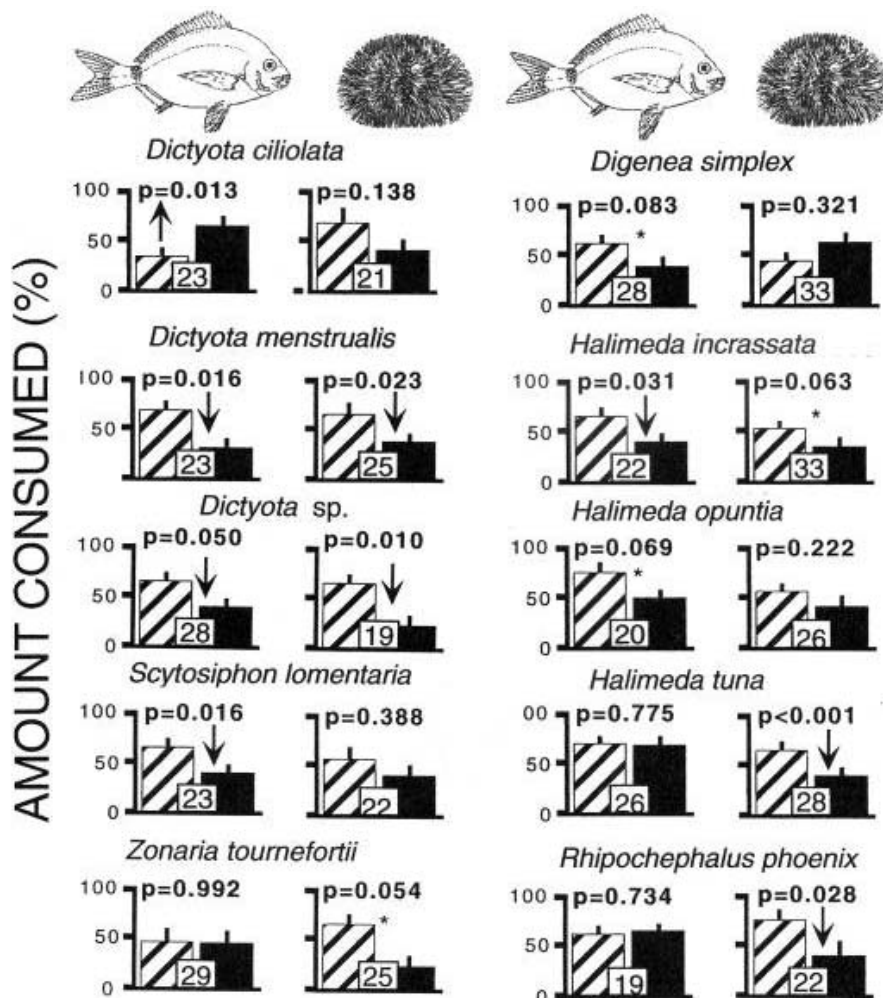 AMOUNT CONSUMED (%)
Dictyota ciliolata
100 p=0.013 p=0.138
50
0 23 21
Dictyota menstrualis
100 p=0.016 p=0.023
50
23 25
Dictyota sp.
100 p=0.050 p=0.010
50
0 28 19
Scytosiphon lomentaria
100 p=0.016 p=0.388
50
0 23 22
Zonaria tournefortii
100 p=0.992 p=0.054
50 *
0 29 25
Digenea simplex
100 p=0.083 p=0.321
50 *
0 28 33
Halimeda incrassata
100 p=0.031 p=0.063
50 *
0 22 33
Halimeda opuntia
100 p=0.069 p=0.222
50 *
0 20 26
Halimeda tuna
00 p=0.775 p<0.001
50
0 26 28
Rhipochephalus phoenix
100 p=0.734 p=0.028
50
0 19 22